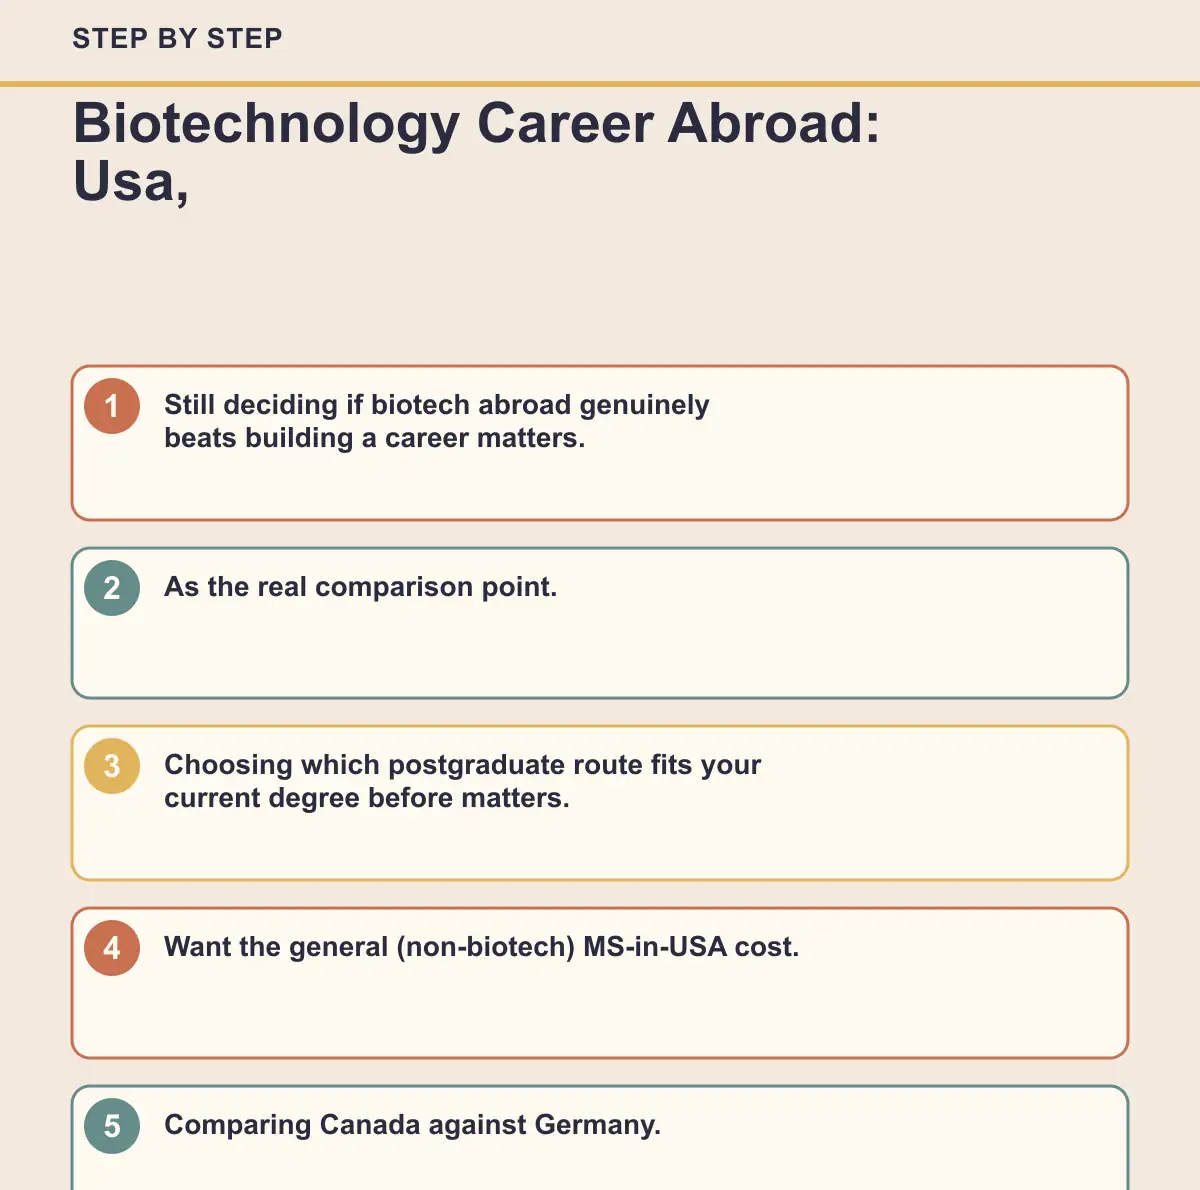 STEP BY STEP
Biotechnology Career Abroad:
Usa,
1
Still deciding if biotech abroad genuinely
beats building a career matters.
2
As the real comparison point.
3
Choosing which postgraduate route fits your
current degree before matters.
4
Want the general (non-biotech) MS-in-USA cost.
5
Comparing Canada against Germany.